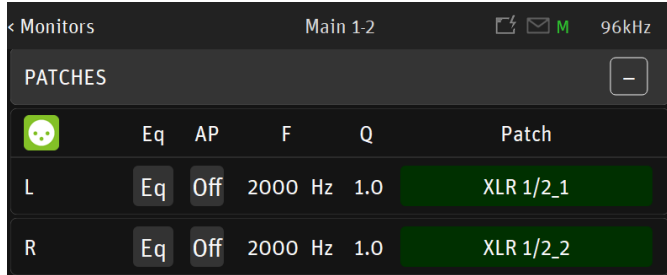 < Monitors Main 1-2 M 96kHz
PATCHES –
Eq AP F Q Patch
L Eq Off 2000 Hz 1.0 XLR 1/2_1
R Eq Off 2000 Hz 1.0 XLR 1/2_2